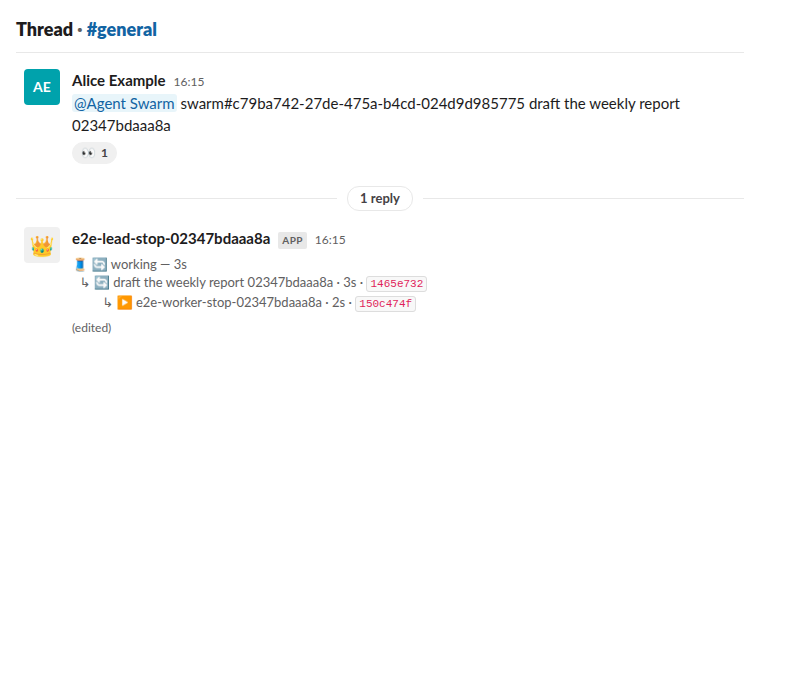 Thread • #general
AE
Alice Example 16:15
@Agent Swarm swarm#c79ba742-27de-475a-b4cd-024d9d985775 draft the weekly report
02347bdaaa8a
👀 1
1 reply
e2e-lead-stop-02347bdaaa8a APP 16:15
🧵 🔄 working — 3s
↳ 🔄 draft the weekly report 02347bdaaa8a · 3s · 1465e732
↳ ▶️ e2e-worker-stop-02347bdaaa8a · 2s · 150c474f
(edited)